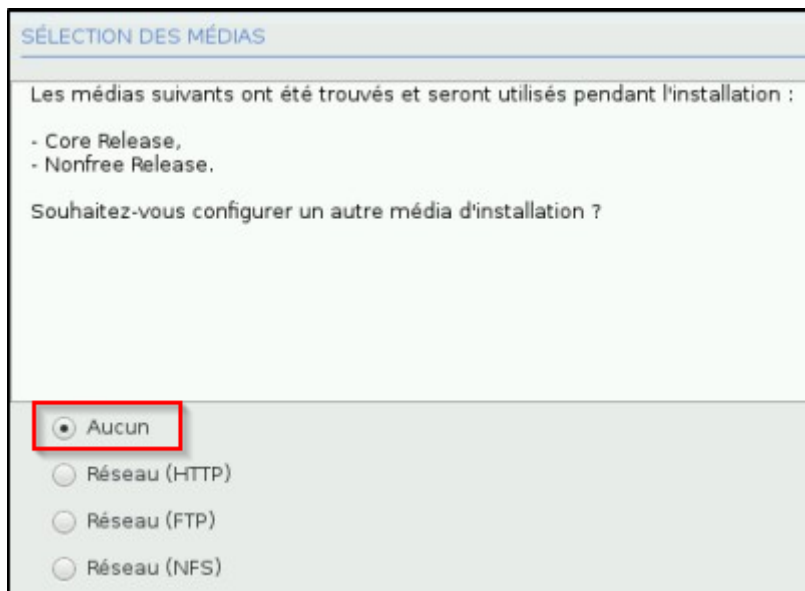 SÉLECTION DES MÉDIAS
Les médias suivants ont été trouvés et seront utilisés pendant l'installation :
- Core Release,
- Nonfree Release.
Souhaitez-vous configurer un autre média d'installation ?
Aucun
Réseau (HTTP)
Réseau (FTP)
Réseau (NFS)